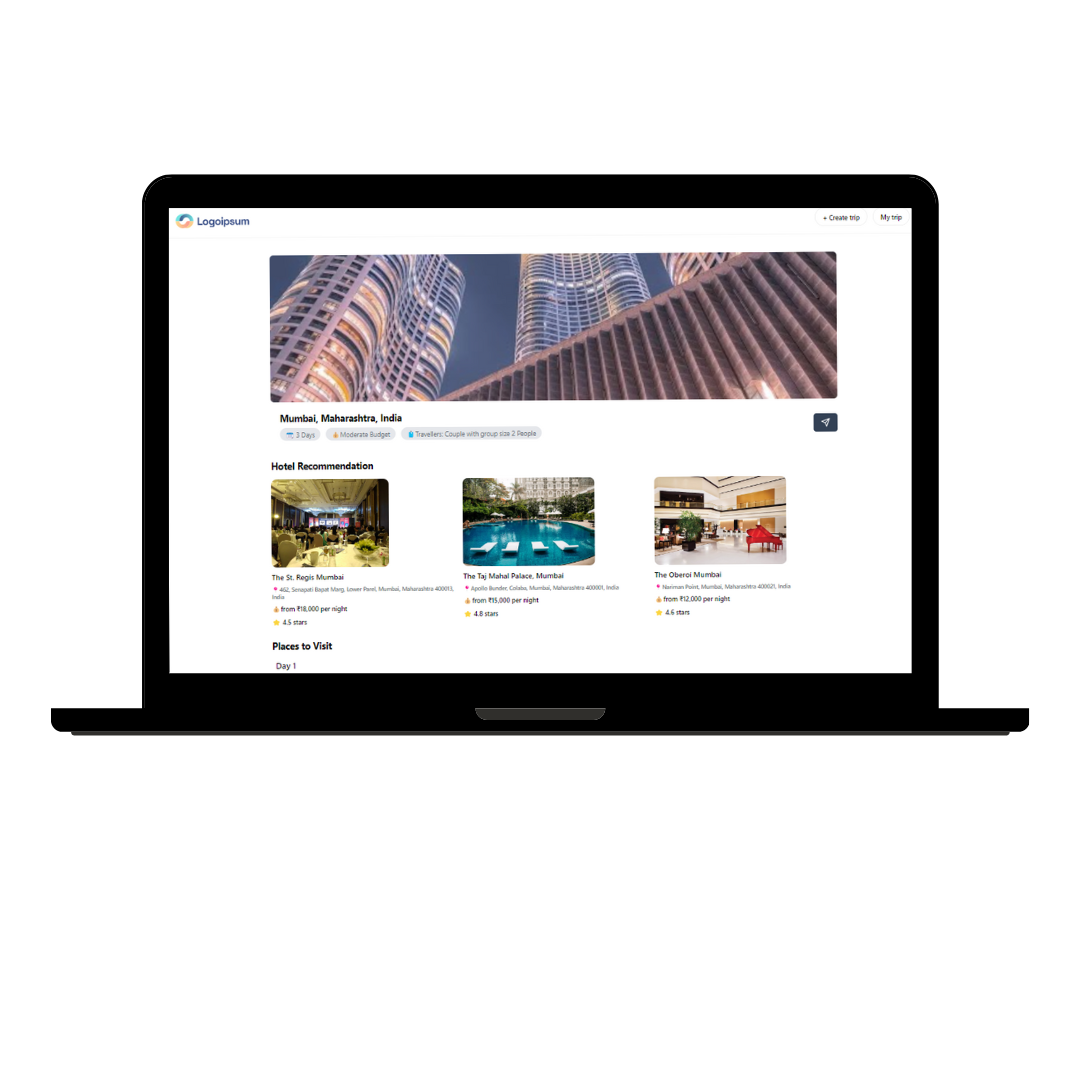 Logoipsum
+ Create trip
My trip
Mumbai, Maharashtra, India
3 Days
Moderate Budget
Travellers: Couple with group size 2 People
Hotel Recommendation
The St. Regis Mumbai
462, Senapati Bapat Marg, Lower Parel, Mumbai, Maharashtra 400013,
India
from ₹18,000 per night
4.5 stars
The Taj Mahal Palace, Mumbai
Apollo Bunder, Colaba, Mumbai, Maharashtra 400001, India
from ₹15,000 per night
4.8 stars
The Oberoi Mumbai
Nariman Point, Mumbai, Maharashtra 400021, India
from ₹12,000 per night
4.6 stars
Places to Visit
Day 1